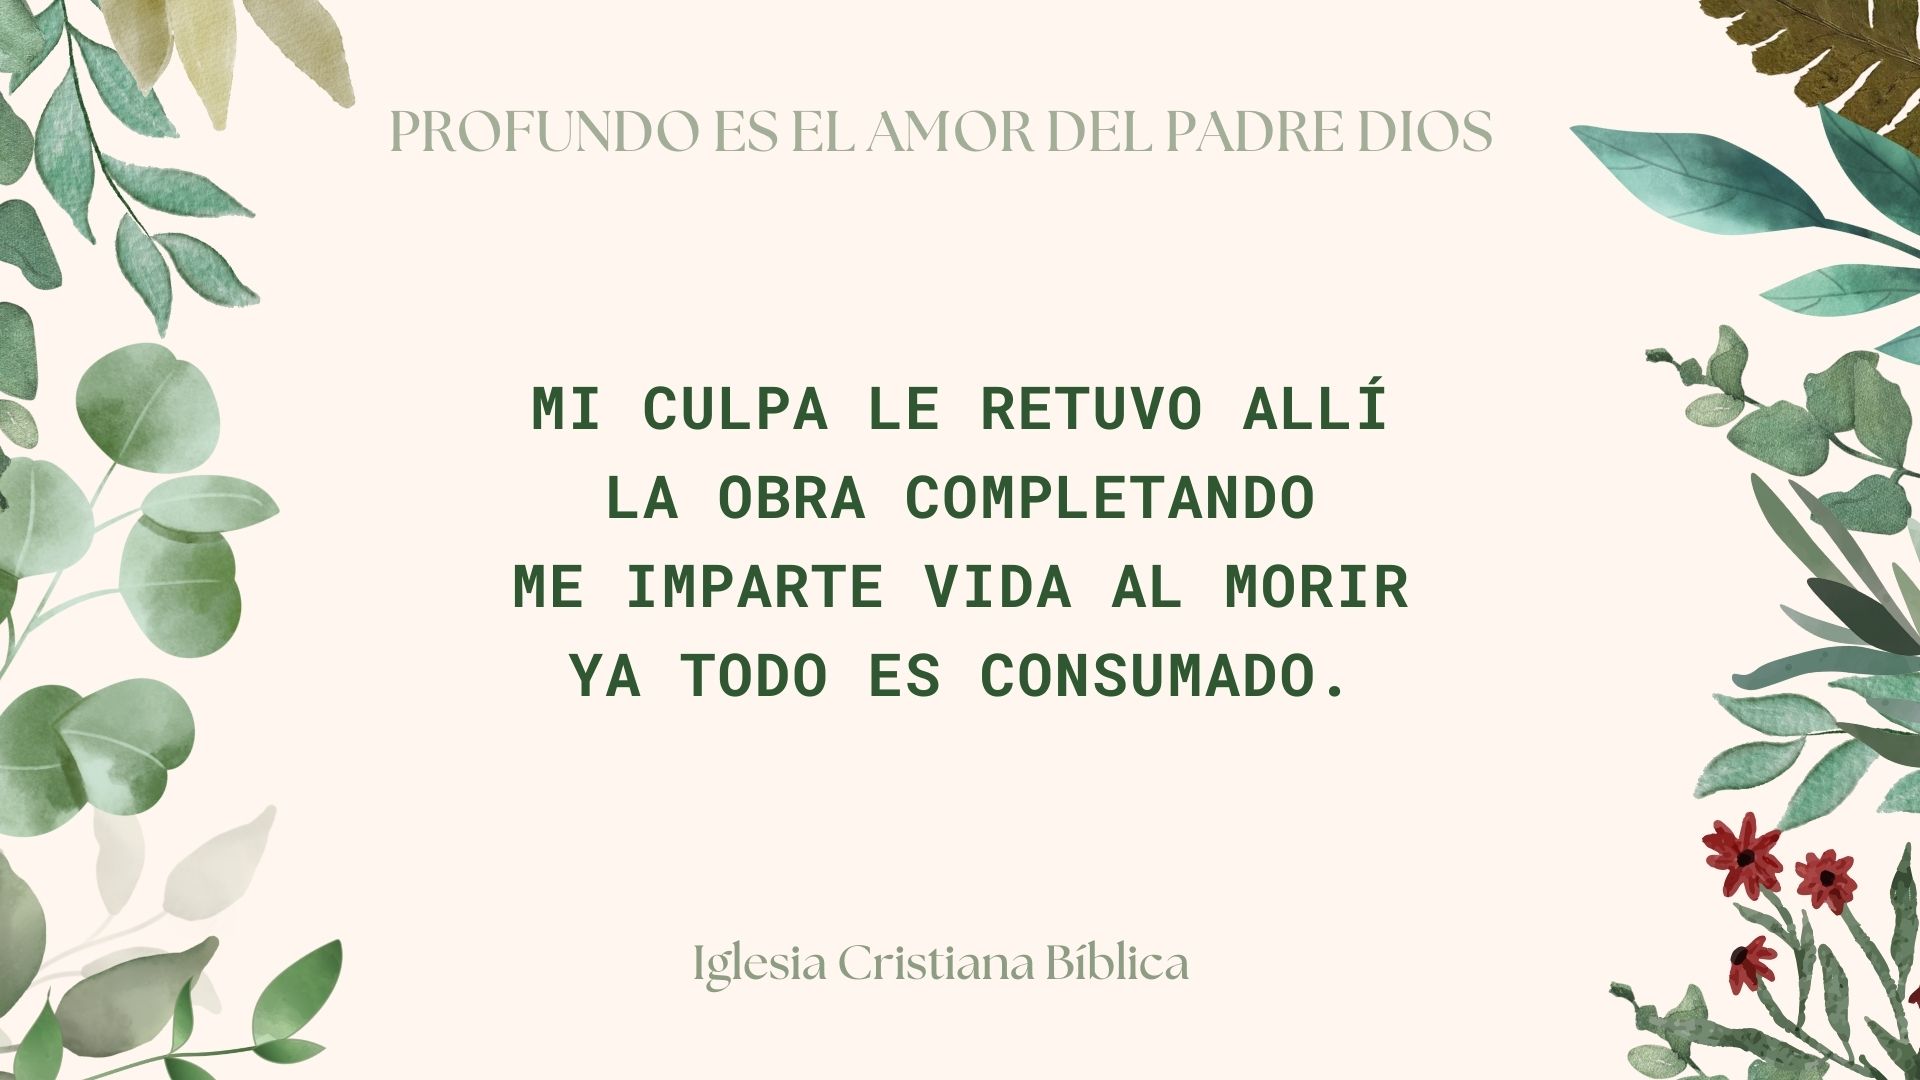 PROFUNDO ES EL AMOR DEL PADRE DIOS
MI CULPA LE RETUVO ALLÍ
LA OBRA COMPLETANDO
ME IMPARTE VIDA AL MORIR
YA TODO ES CONSUMADO.
Iglesia Cristiana Bíblica